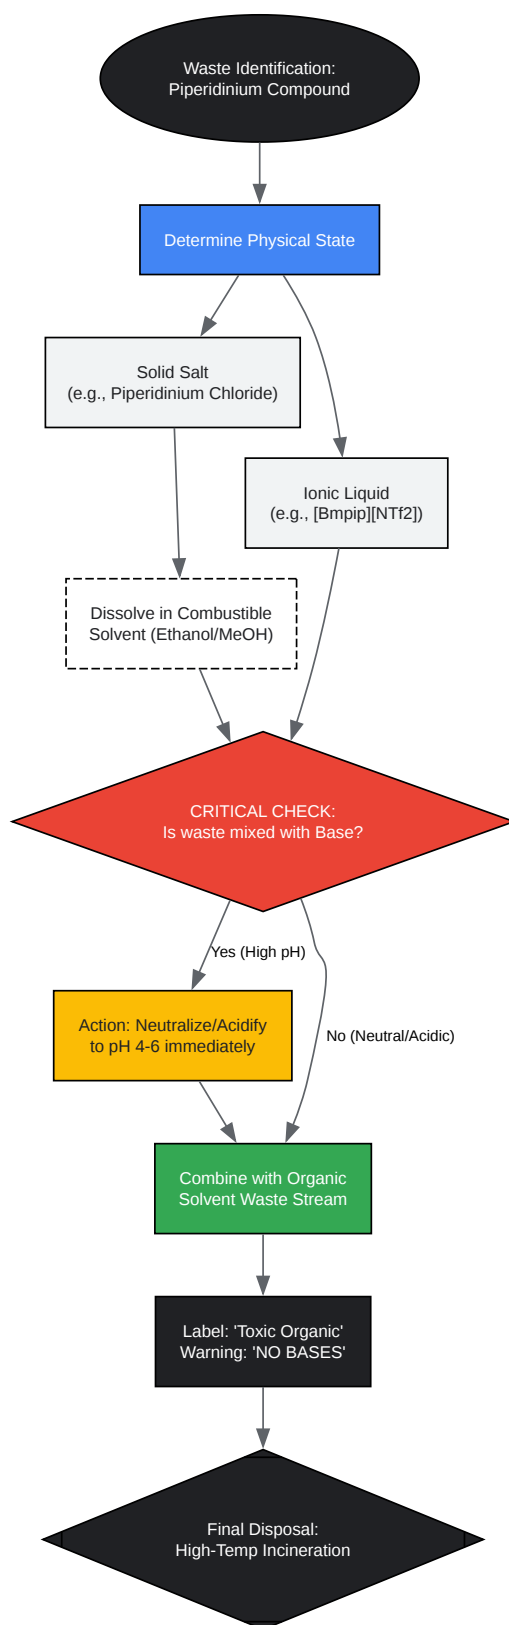 Waste Identification:
Piperidinium Compound
Determine Physical State
Solid Salt
(e.g., Piperidinium Chloride)
Ionic Liquid
(e.g., [Bmpip][NTf2])
Dissolve in Combustible
Solvent (Ethanol/MeOH)
CRITICAL CHECK:
Is waste mixed with Base?
Yes (High pH)
Action: Neutralize/Acidify
to pH 4-6 immediately
No (Neutral/Acidic)
Combine with Organic
Solvent Waste Stream
Label: 'Toxic Organic'
Warning: 'NO BASES'
Final Disposal:
High-Temp Incineration